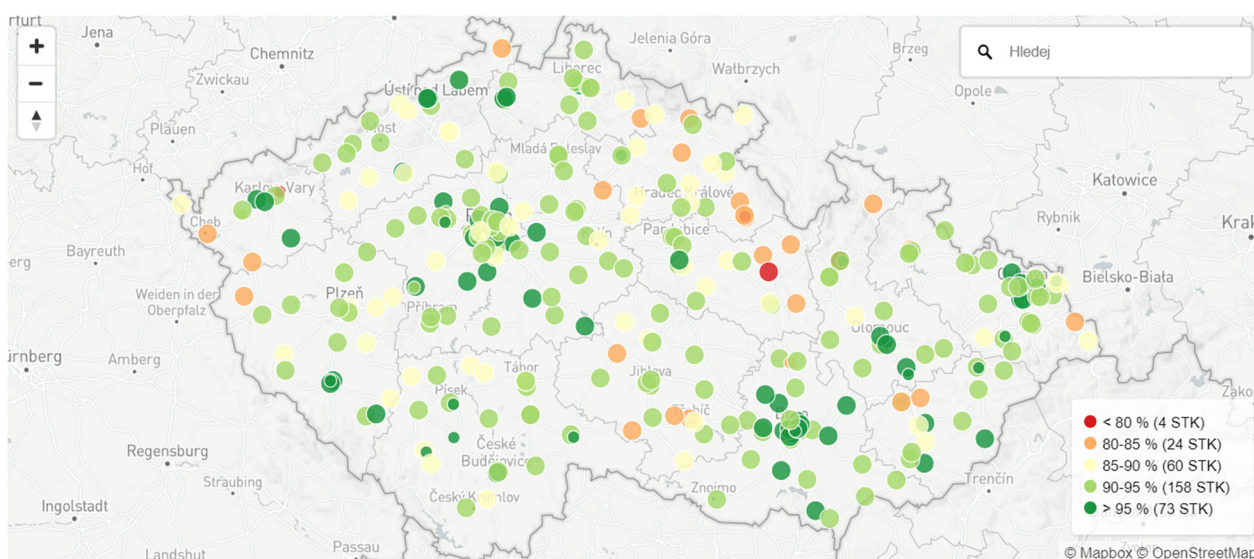 rfurt
Jena
Chemnitz
Zwickau
Plauen
Hof
Bayreuth
erg
Weiden in der
Oberpfalz
Amberg
ürnberg
Regensburg
Straubing
Ingolstadt
Landshut
Passau
Jelenia Góra
Wałbrzych
Brzeg
Opole
Katowice
Rybnik
Krak
Bielsko-Biała
Trenčín
Liberec
Ústí nad Labem
Most
Mladá Boleslav
Karlovy Vary
Cheb
Hradec Králové
Pardubice
Plzeň
Příbram
Olomouc
Tábor
Písek
Jihlava
České
Budějovice
Český Krumlov
Znojmo
Hledej
< 80 % (4 STK)
80-85 % (24 STK)
85-90 % (60 STK)
90-95 % (158 STK)
> 95 % (73 STK)
© Mapbox © OpenStreetMap